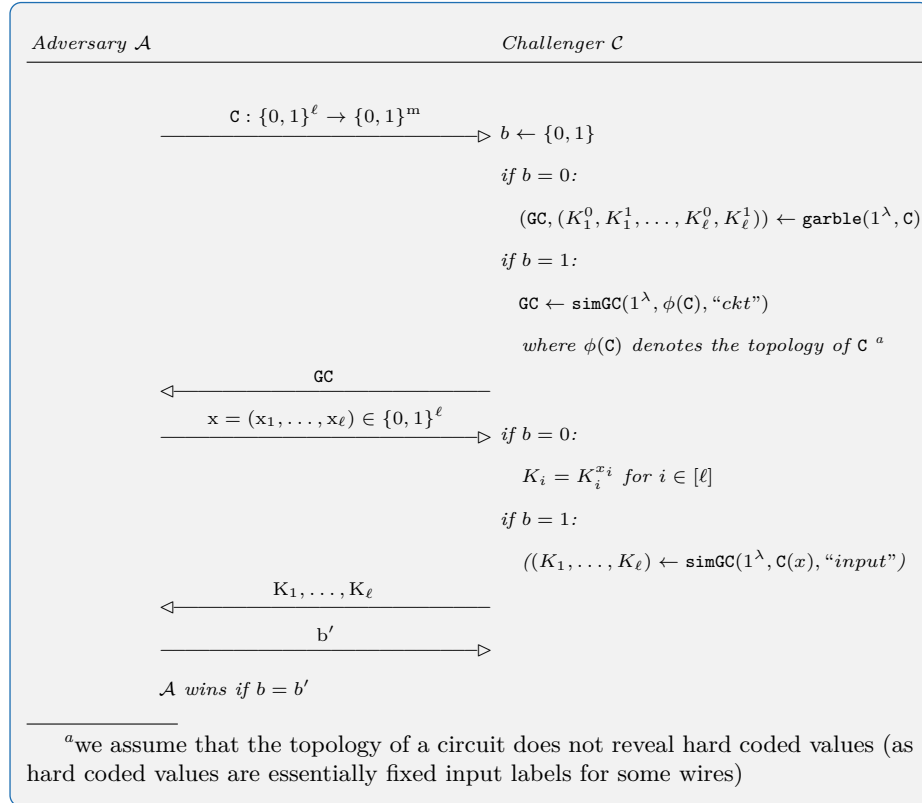 Adversary 𝒜 Challenger 𝒞
C : {0, 1}^ℓ → {0, 1}^m
b ← {0, 1}
if b = 0:
(GC, (K_1^0, K_1^1, . . . , K_ℓ^0, K_ℓ^1)) ← garble(1^λ, C)
if b = 1:
GC ← simGC(1^λ, ϕ(C), “ckt”)
where ϕ(C) denotes the topology of C ^a
GC
x = (x_1, . . . , x_ℓ) ∈ {0, 1}^ℓ
if b = 0:
K_i = K_i^{x_i} for i ∈ [ℓ]
if b = 1:
((K_1, . . . , K_ℓ) ← simGC(1^λ, C(x), “input”)
K_1, . . . , K_ℓ
b′
𝒜 wins if b = b′
^a we assume that the topology of a circuit does not reveal hard coded values (as
hard coded values are essentially fixed input labels for some wires)